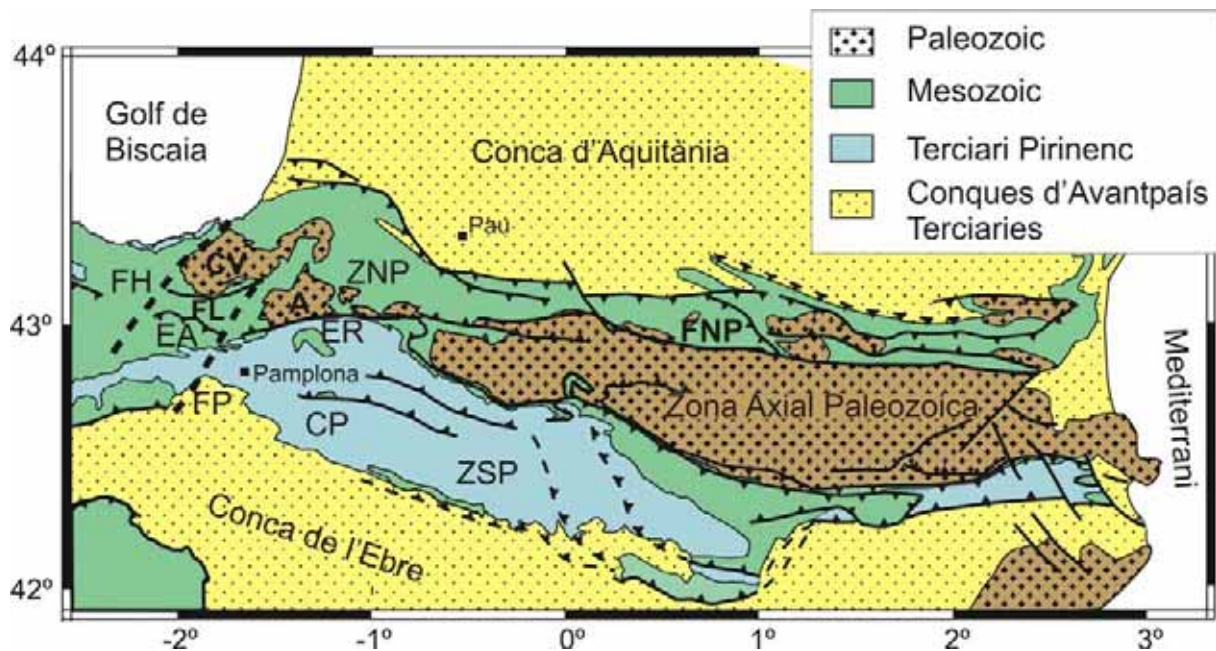 44º
43º
42º
Golf de
Biscaia
Conca d'Aquitània
Pau
Paleozoic
Mesozoic
Terciari Pirinenc
Conques d'Avantpaís
Terciaries
CV
FH
ZNP
FL
A
EA
ER
FNP
Pamplona
FP
CP
Zona Axial Paleozoíca
ZSP
Conca de l'Ebre
Mediterrani
-2º
-1º
0º
1º
2º
3º